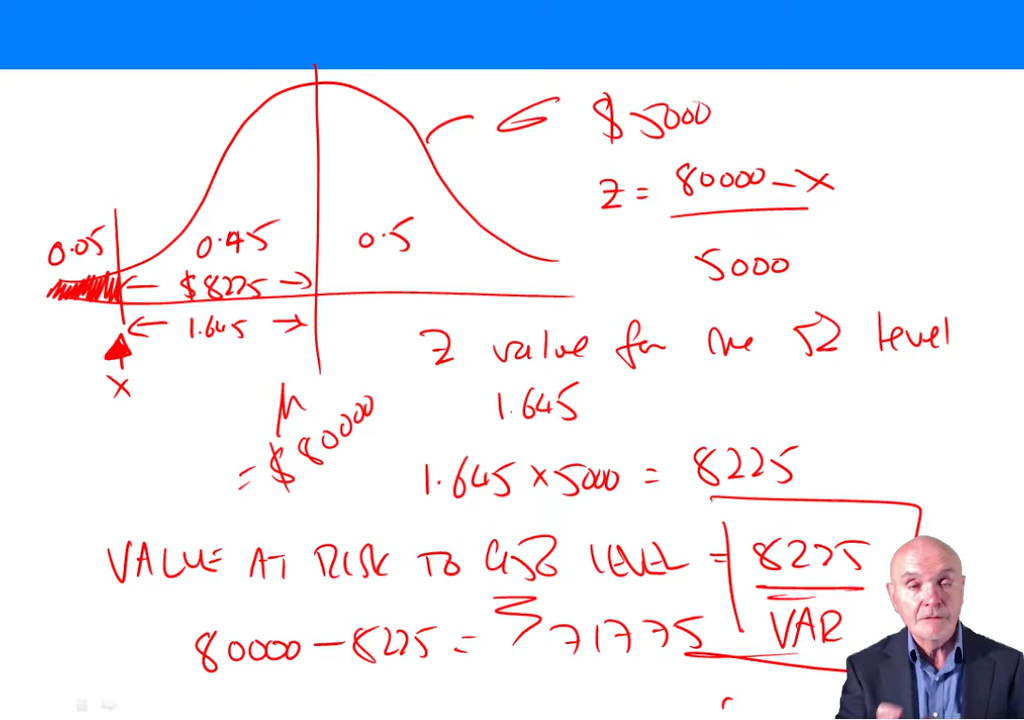 σ $5000
Z = 80000 - X
5000
0.05
0.45
0.5
← $8225 →
← 1.645 →
X
μ
= $80000
Z value for the 5% level
1.645
1.645 × 5000 = 8225
VALUE AT RISK TO 95% LEVEL = 8225
VAR
80000 - 8225 = 71775